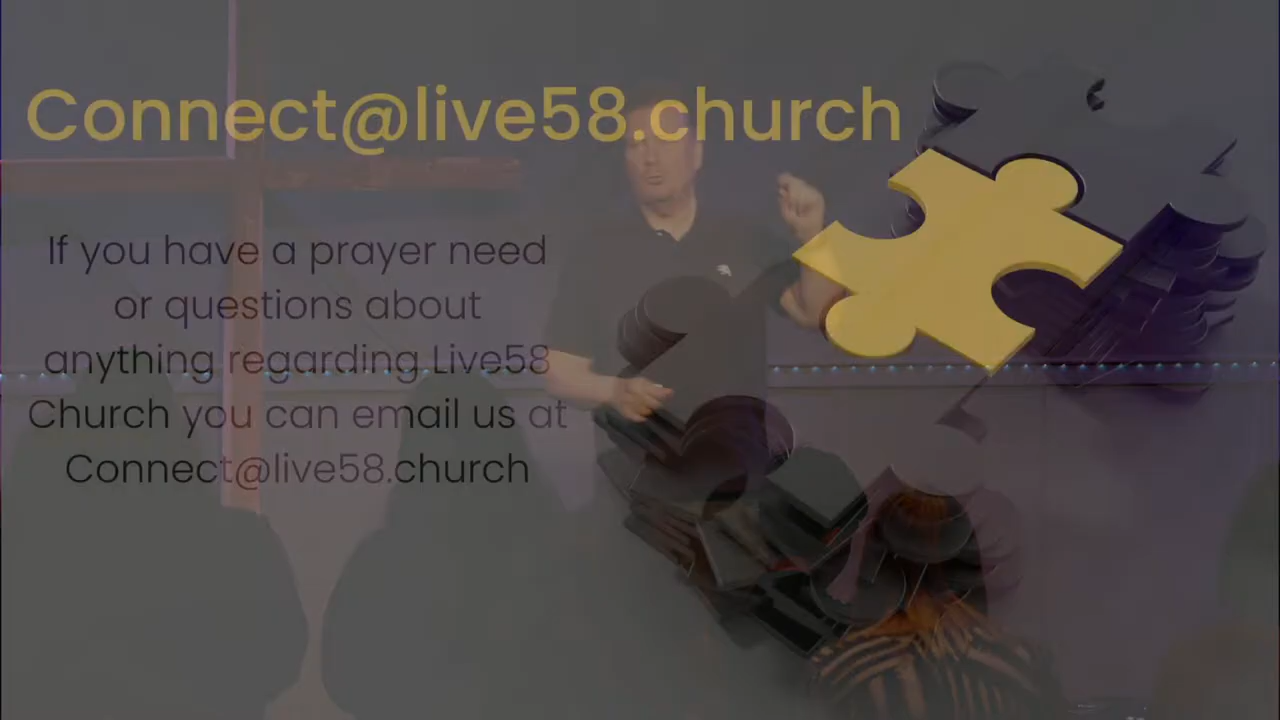 Connect@live58.church
If you have a prayer need
or questions about
anything regarding Live58
Church you can email us at
Connect@live58.church